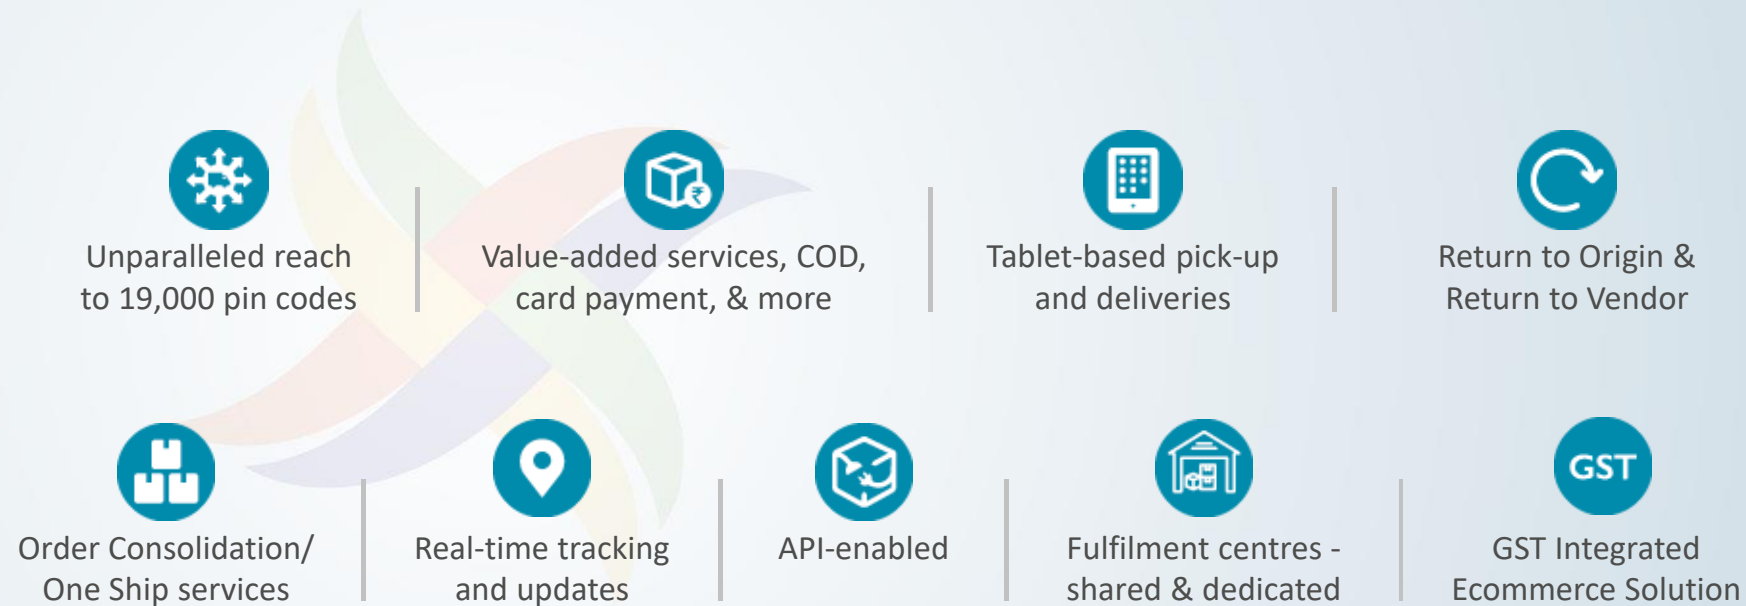 Unparalleled reach
to 19,000 pin codes
Value-added services, COD,
card payment, & more
Tablet-based pick-up
and deliveries
Return to Origin &
Return to Vendor
GST
Order Consolidation/
One Ship services
Real-time tracking
and updates
API-enabled
Fulfilment centres -
shared & dedicated
GST Integrated
Ecommerce Solution